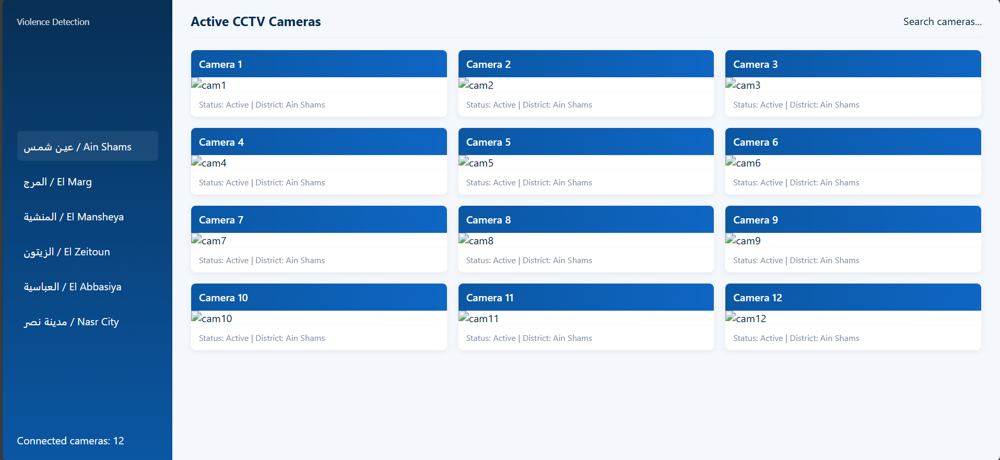 Violence Detection
عين شمس / Ain Shams
المرج / El Marg
المنشية / El Mansheya
الزيتون / El Zeitoun
العباسية / El Abbasiya
مدينة نصر / Nasr City
Connected cameras: 12
Active CCTV Cameras
Search cameras...
Camera 1
cam1
Status: Active | District: Ain Shams
Camera 2
cam2
Status: Active | District: Ain Shams
Camera 3
cam3
Status: Active | District: Ain Shams
Camera 4
cam4
Status: Active | District: Ain Shams
Camera 5
cam5
Status: Active | District: Ain Shams
Camera 6
cam6
Status: Active | District: Ain Shams
Camera 7
cam7
Status: Active | District: Ain Shams
Camera 8
cam8
Status: Active | District: Ain Shams
Camera 9
cam9
Status: Active | District: Ain Shams
Camera 10
cam10
Status: Active | District: Ain Shams
Camera 11
cam11
Status: Active | District: Ain Shams
Camera 12
cam12
Status: Active | District: Ain Shams